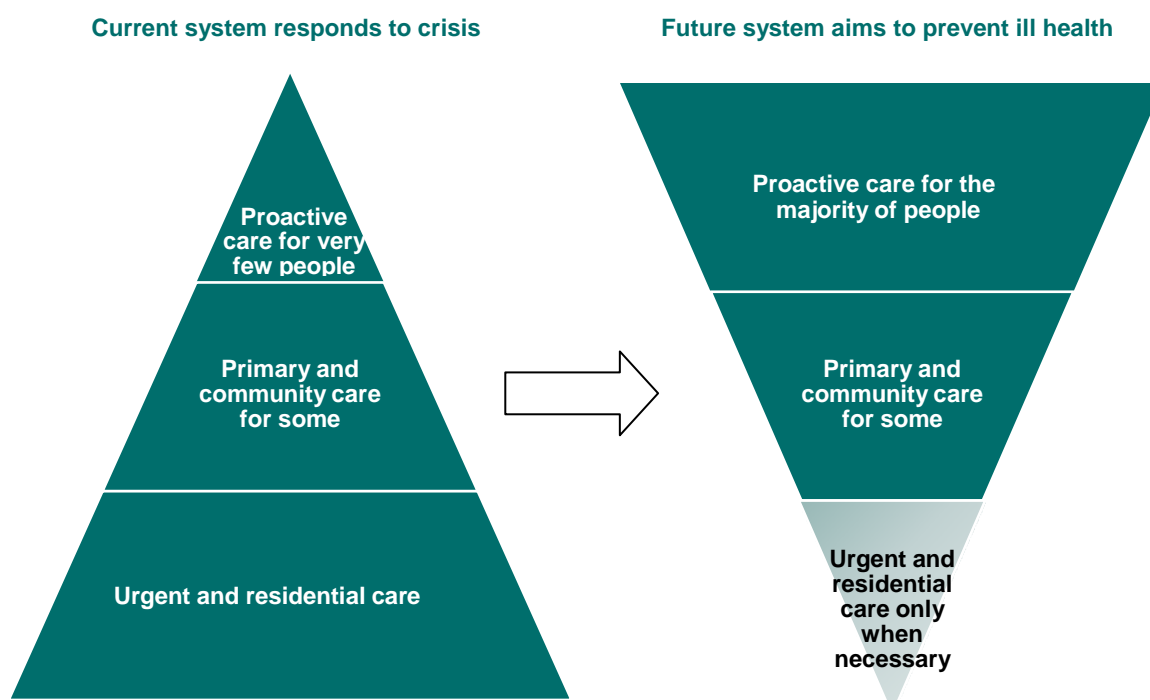 Current system responds to crisis
Future system aims to prevent ill health
Proactive
care for very
few people
Primary and
community care
for some
Urgent and residential care
Proactive care for the
majority of people
Primary and
community care
for some
Urgent and
residential
care only
when
necessary